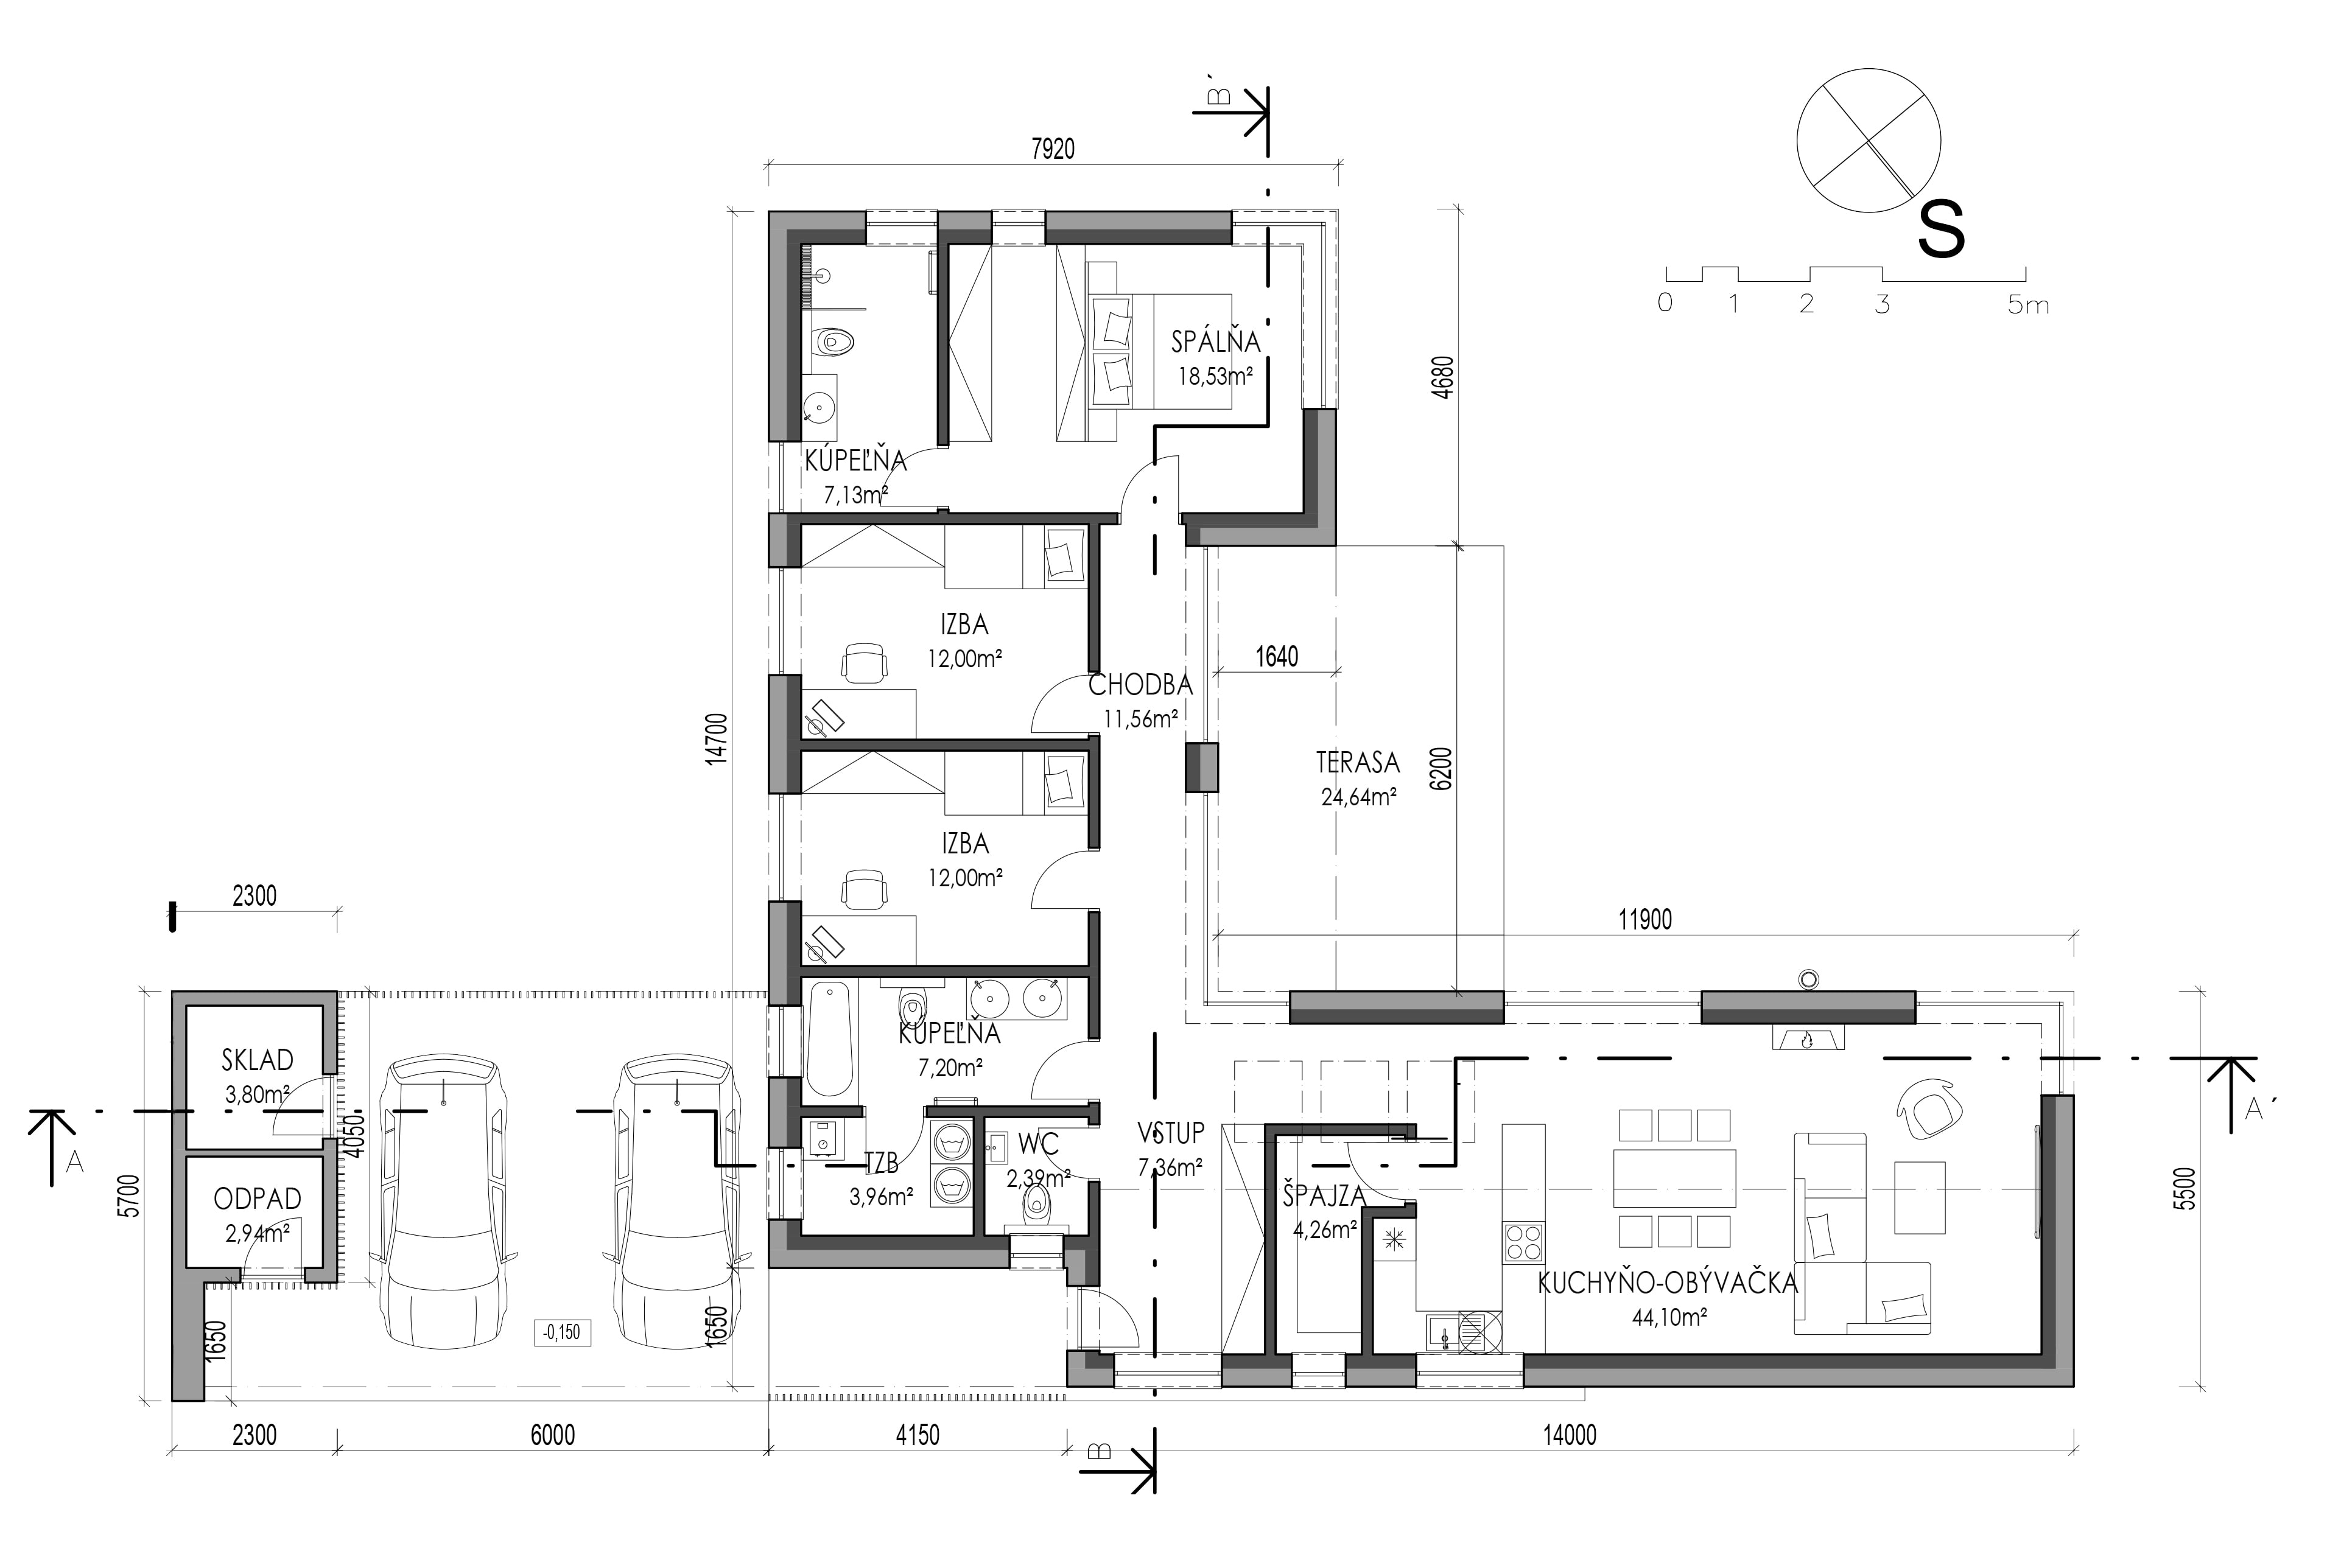 B´
7920
S
0 1 2 3 5m
SPÁLŇA
18,53m²
4680
KÚPEĽŇA
7,13m²
IZBA
12,00m²
1640
CHODBA
11,56m²
14700
TERASA
24,64m²
6200
IZBA
12,00m²
2300
11900
KÚPEĽŇA
7,20m²
SKLAD
3,80m²
4050
A
A´
VSTUP
7,36m²
WC
2,39m²
TZB
3,96m²
ODPAD
2,94m²
5700
5500
ŠPAJZA
4,26m²
KUCHYŇO-OBÝVAČKA
44,10m²
1650
-0,150
1650
2300
6000
4150
14000
B